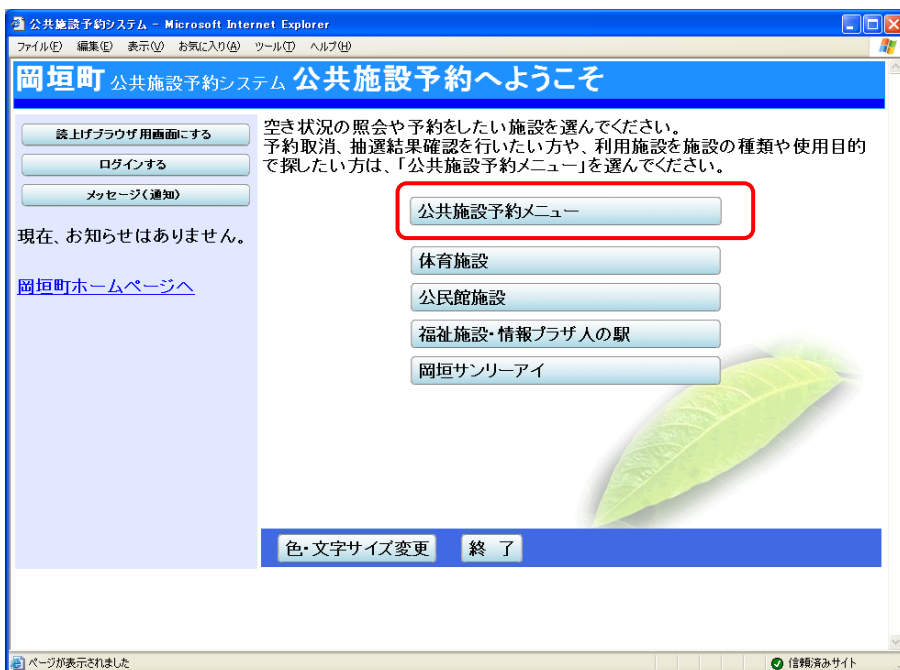 公共施設予約システム - Microsoft Internet Explorer
ファイル(F) 編集(E) 表示(V) お気に入り(A) ツール(T) ヘルプ(H)
岡垣町 公共施設予約システム 公共施設予約へようこそ
読上げブラウザ用画面にする
ログインする
メッセージ(通知)
現在、お知らせはありません。
岡垣町ホームページへ
空き状況の照会や予約をしたい施設を選んでください。
予約取消、抽選結果確認を行いたい方や、利用施設を施設の種類や使用目的
で探したい方は、「公共施設予約メニュー」を選んでください。
公共施設予約メニュー
体育施設
公民館施設
福祉施設・情報プラザ人の駅
岡垣サンリーアイ
色・文字サイズ変更 終 了
ページが表示されました 信頼済みサイト